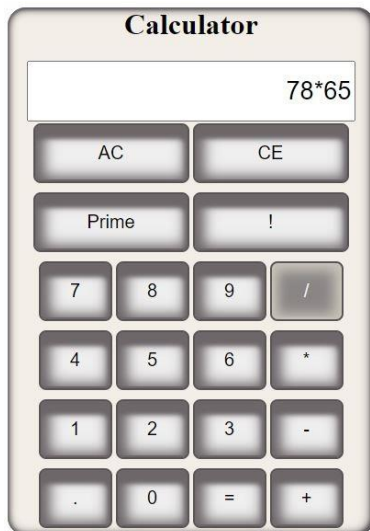 Calculator
78*65
AC CE
Prime !
7 8 9 /
4 5 6 *
1 2 3 -
. 0 = +